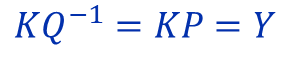 KQ⁻¹ = KP = Y